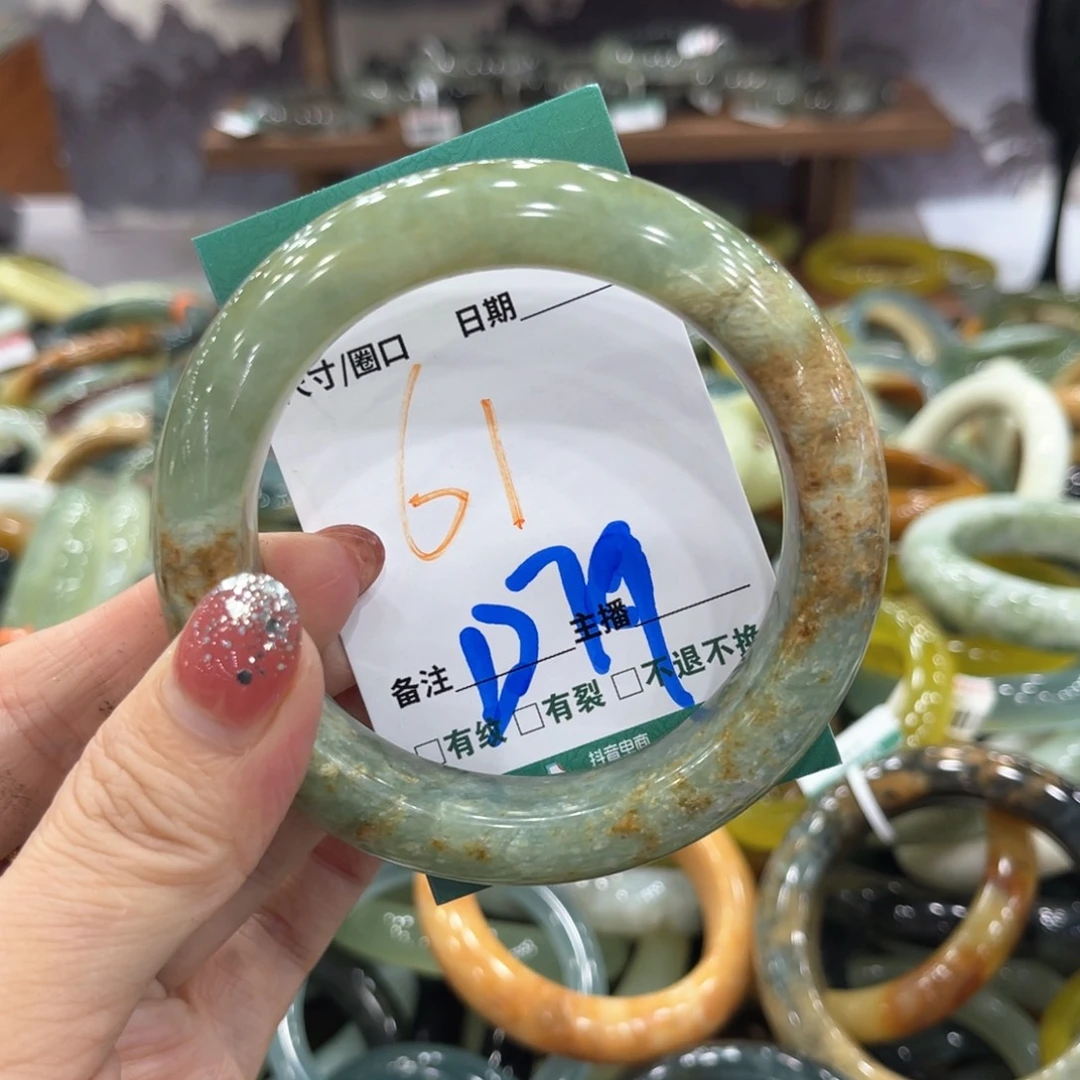 日期
寸/圈口
61
D79
主播
备注
□有纹 □有裂 □不退不换
抖音电商